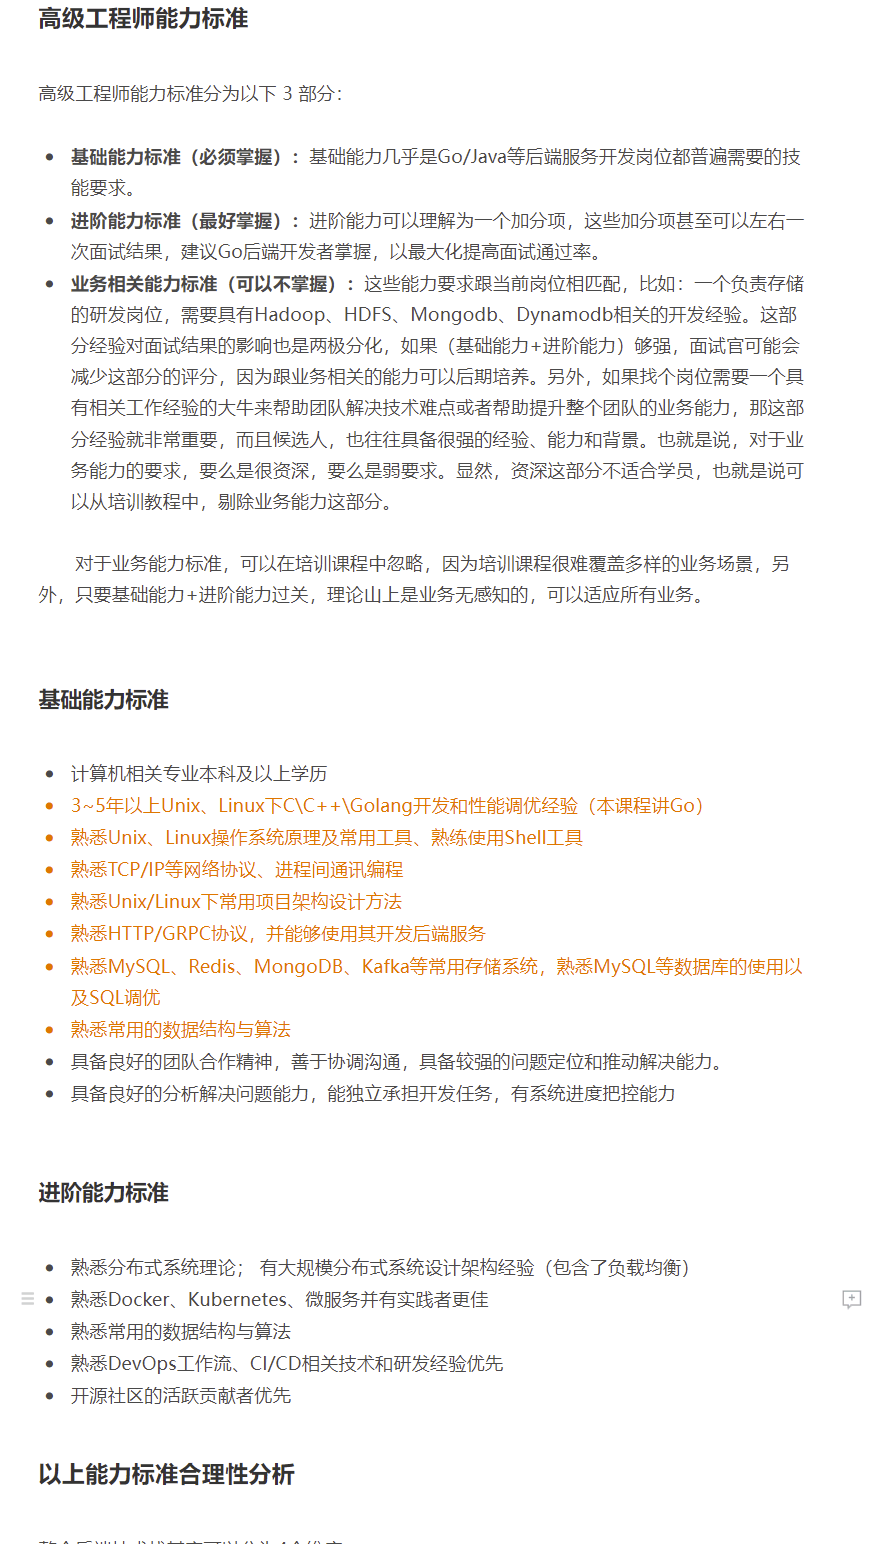 高级工程师能力标准
高级工程师能力标准分为以下 3 部分：
基础能力标准（必须掌握）：基础能力几乎是Go/Java等后端服务开发岗位都普遍需要的技
能要求。
进阶能力标准（最好掌握）：进阶能力可以理解为一个加分项，这些加分项甚至可以左右一
次面试结果，建议Go后端开发者掌握，以最大化提高面试通过率。
业务相关能力标准（可以不掌握）：这些能力要求跟当前岗位相匹配，比如：一个负责存储
的研发岗位，需要具有Hadoop、HDFS、Mongodb、Dynamodb相关的开发经验。这部
分经验对面试结果的影响也是两极分化，如果（基础能力+进阶能力）够强，面试官可能会
减少这部分的评分，因为跟业务相关的能力可以后期培养。另外，如果找个岗位需要一个具
有相关工作经验的大牛来帮助团队解决技术难点或者帮助提升整个团队的业务能力，那这部
分经验就非常重要，而且候选人，也往往具备很强的经验、能力和背景。也就是说，对于业
务能力的要求，要么是很资深，要么是弱要求。显然，资深这部分不适合学员，也就是说可
以从培训教程中，剔除业务能力这部分。
对于业务能力标准，可以在培训课程中忽略，因为培训课程很难覆盖多样的业务场景，另
外，只要基础能力+进阶能力过关，理论山上是业务无感知的，可以适应所有业务。
基础能力标准
计算机相关专业本科及以上学历
3~5年以上Unix、Linux下C\C++\Golang开发和性能调优经验（本课程讲Go）
熟悉Unix、Linux操作系统原理及常用工具、熟练使用Shell工具
熟悉TCP/IP等网络协议、进程间通讯编程
熟悉Unix/Linux下常用项目架构设计方法
熟悉HTTP/GRPC协议，并能够使用其开发后端服务
熟悉MySQL、Redis、MongoDB、Kafka等常用存储系统，熟悉MySQL等数据库的使用以
及SQL调优
熟悉常用的数据结构与算法
具备良好的团队合作精神，善于协调沟通，具备较强的问题定位和推动解决能力。
具备良好的分析解决问题能力，能独立承担开发任务，有系统进度把控能力
进阶能力标准
熟悉分布式系统理论； 有大规模分布式系统设计架构经验（包含了负载均衡）
熟悉Docker、Kubernetes、微服务并有实践者更佳
熟悉常用的数据结构与算法
熟悉DevOps工作流、CI/CD相关技术和研发经验优先
开源社区的活跃贡献者优先
以上能力标准合理性分析